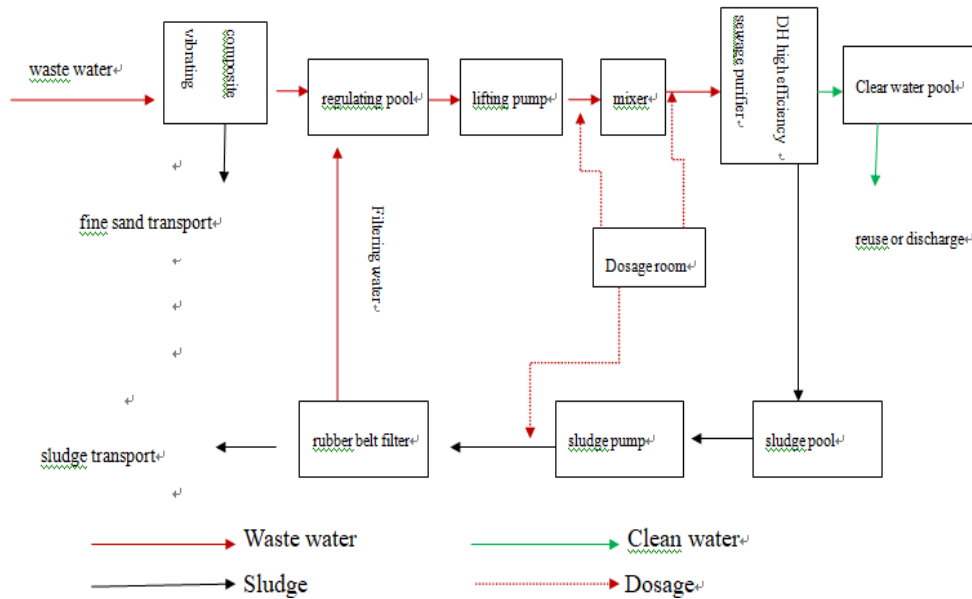 waste water
composite
vibrating
regulating pool
lifting pump
mixer
DH high efficiency
sewage purifier
Clear water pool
fine sand transport
Filtering water
Dosage room
reuse or discharge
sludge transport
rubber belt filter
sludge pump
sludge pool
Waste water
Clean water
Sludge
Dosage